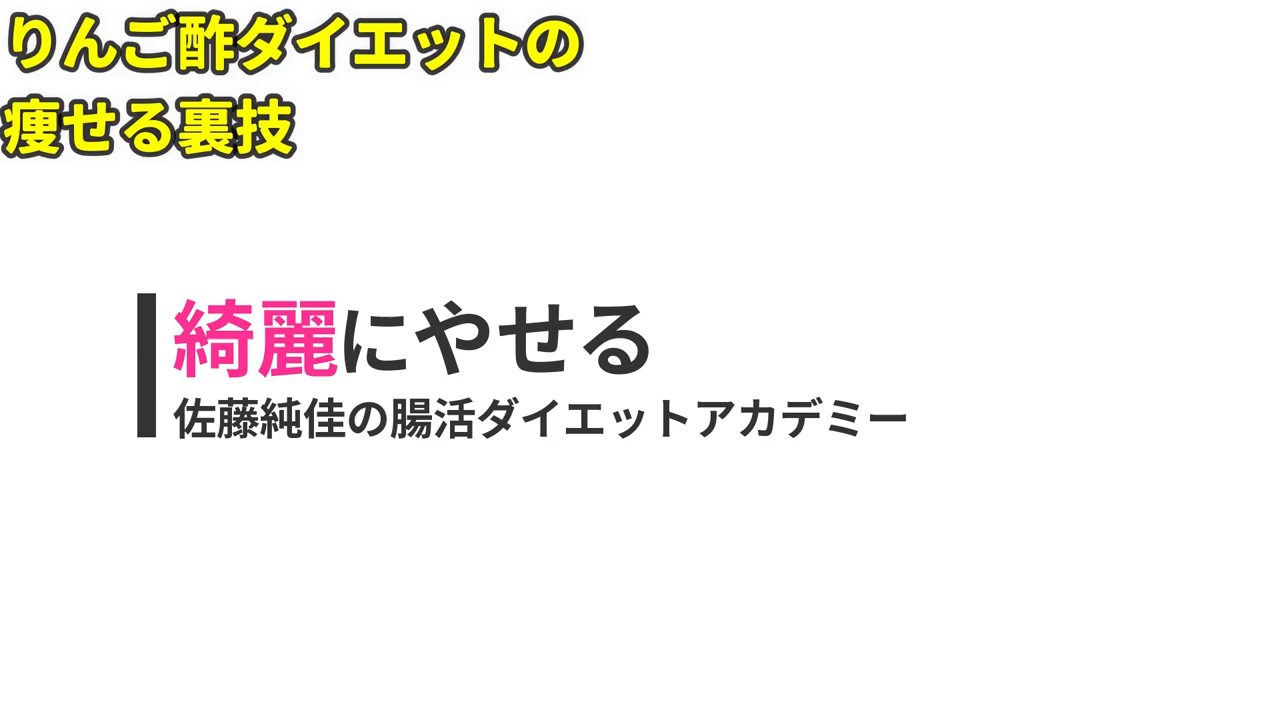 りんご酢ダイエットの
痩せる裏技
綺麗にやせる
佐藤純佳の腸活ダイエットアカデミー